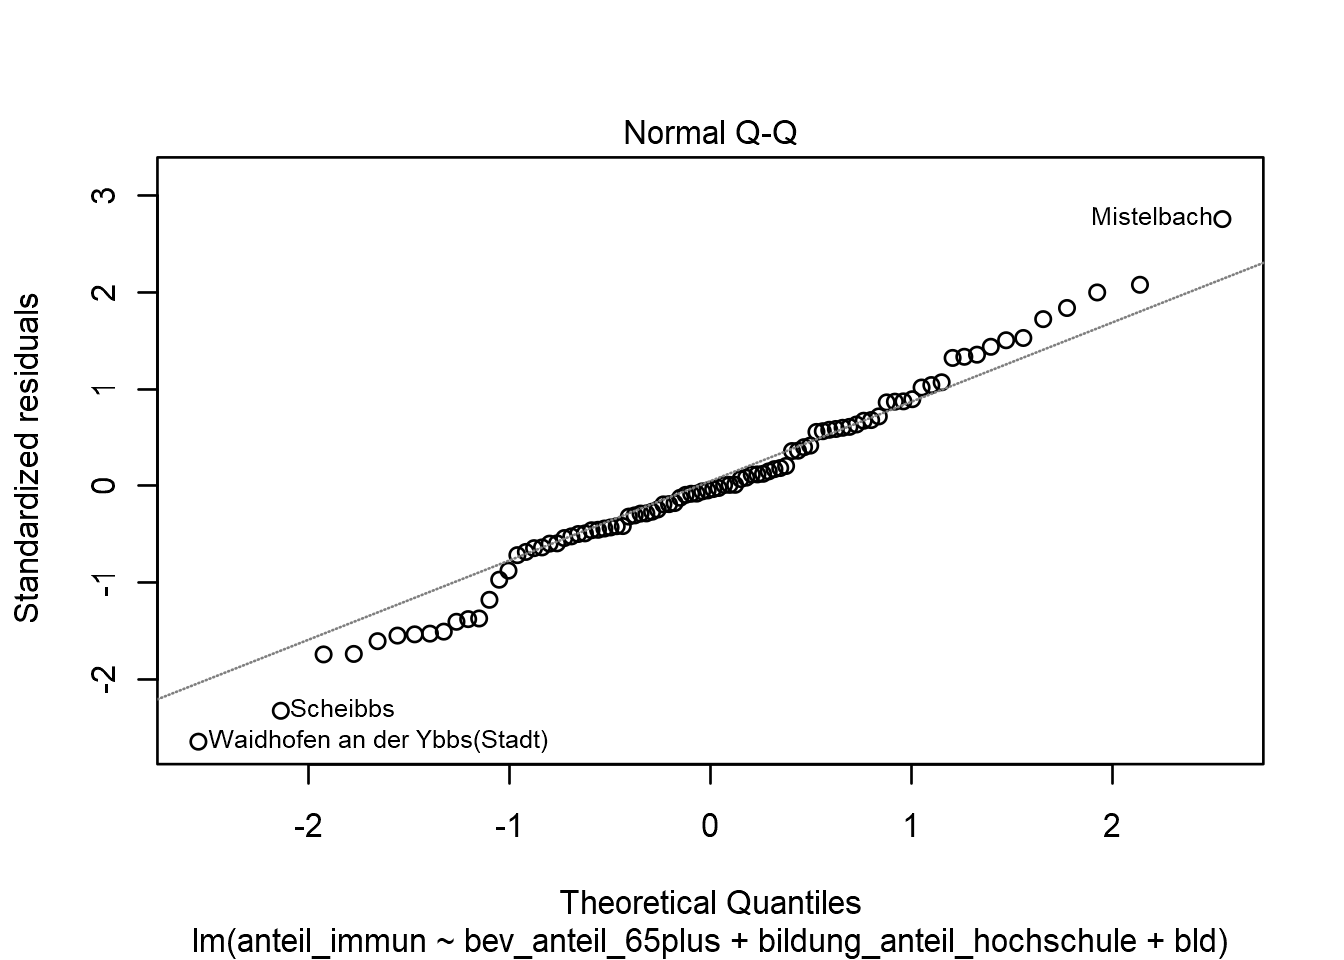 Normal Q-Q
3
2
1
0
-1
-2
Standardized residuals
Mistelbach
Scheibbs
Waidhofen an der Ybbs(Stadt)
-2 -1 0 1 2
Theoretical Quantiles
lm(anteil_immun ~ bev_anteil_65plus + bildung_anteil_hochschule + bld)